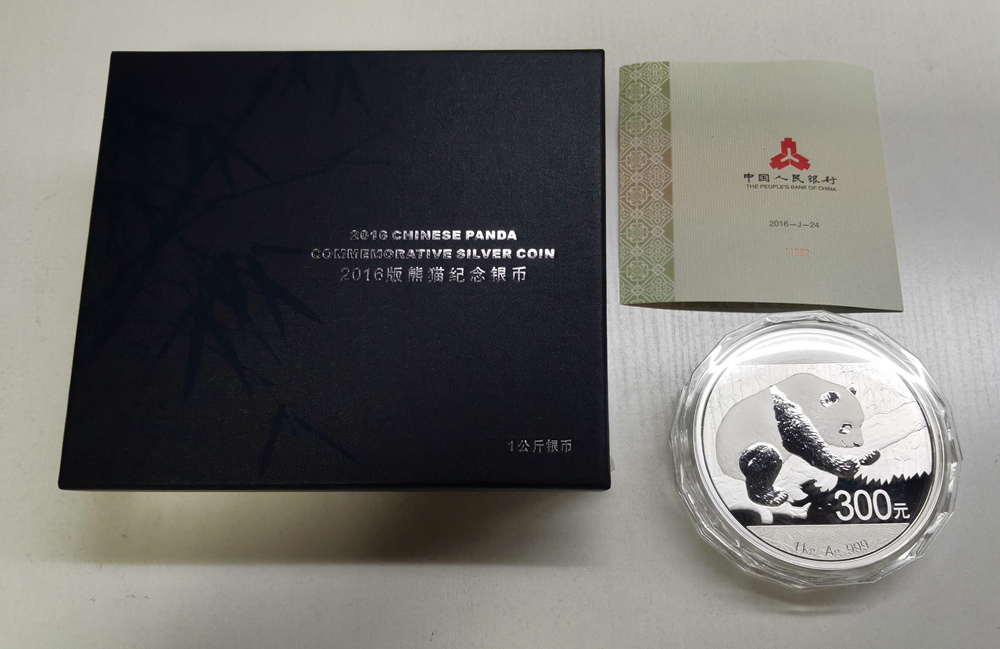 2016 CHINESE PANDA
COMMEMORATIVE SILVER COIN
2016版熊猫纪念银币
1公斤银币
中国人民银行
THE PEOPLE'S BANK OF CHINA
2016-J-24
300元
1kg Ag .999